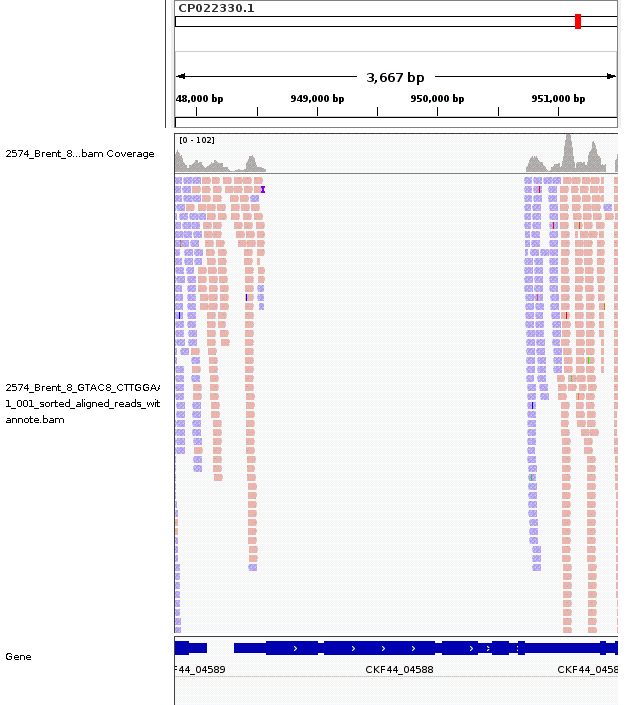 CP022330.1
3,667 bp
48,000 bp 949,000 bp 950,000 bp 951,000 bp
[0 - 102]
2574_Brent_8...bam Coverage
2574_Brent_8_GTAC8_CTTGGAA
1_001_sorted_aligned_reads_wit
annote.bam
Gene
F44_04589 CKF44_04588 CKF44_0458